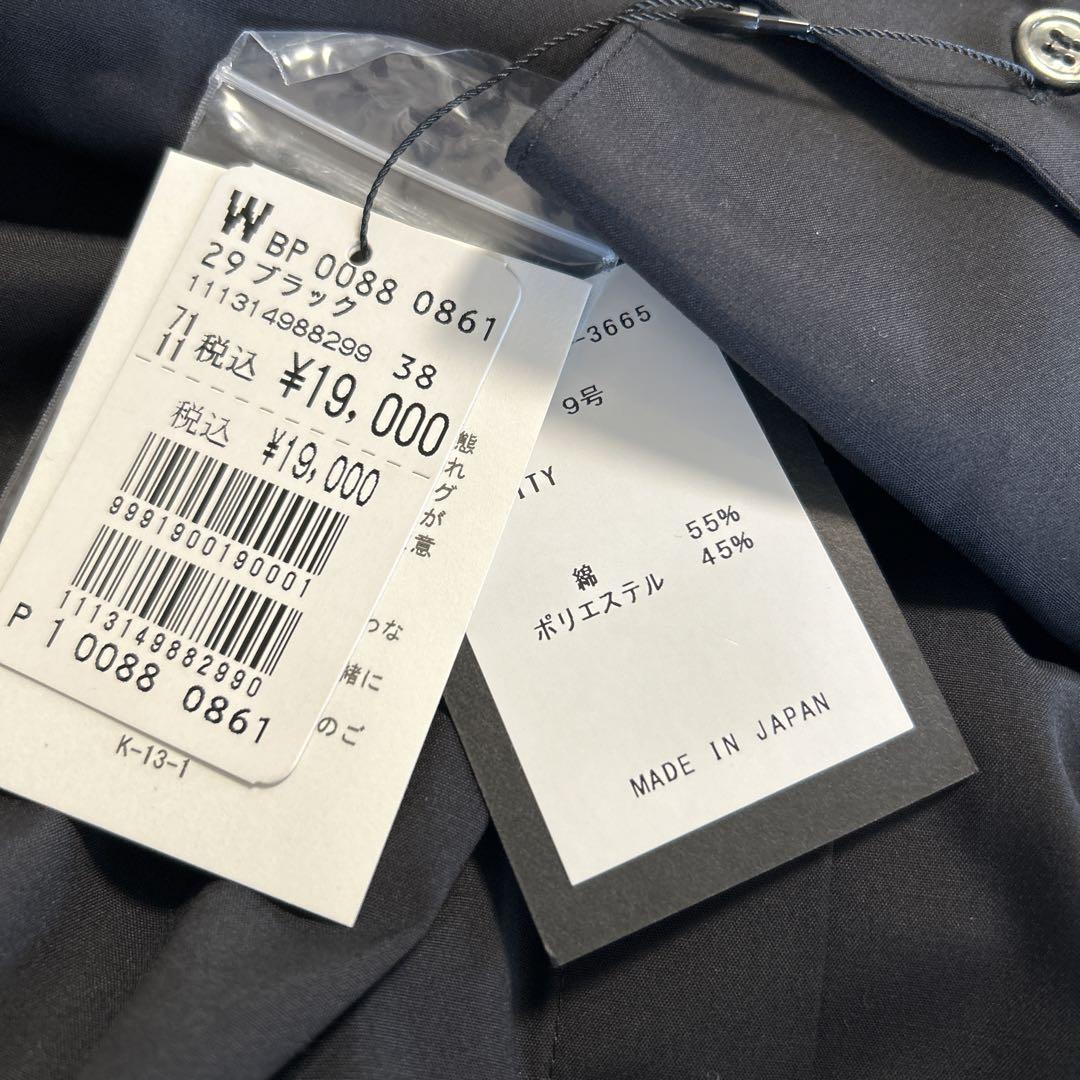 W BP 0088 0861
29 ブラック
111314988299 38
71
11 税込 ¥19,000
税込 ¥19,000
9991900190001
1113149882990
P 1 0088 0861
K-13-1
態
れ
グ
が
意
つな
緒に
のご
-3665
9号
ITY
綿 55%
ポリエステル 45%
MADE IN JAPAN